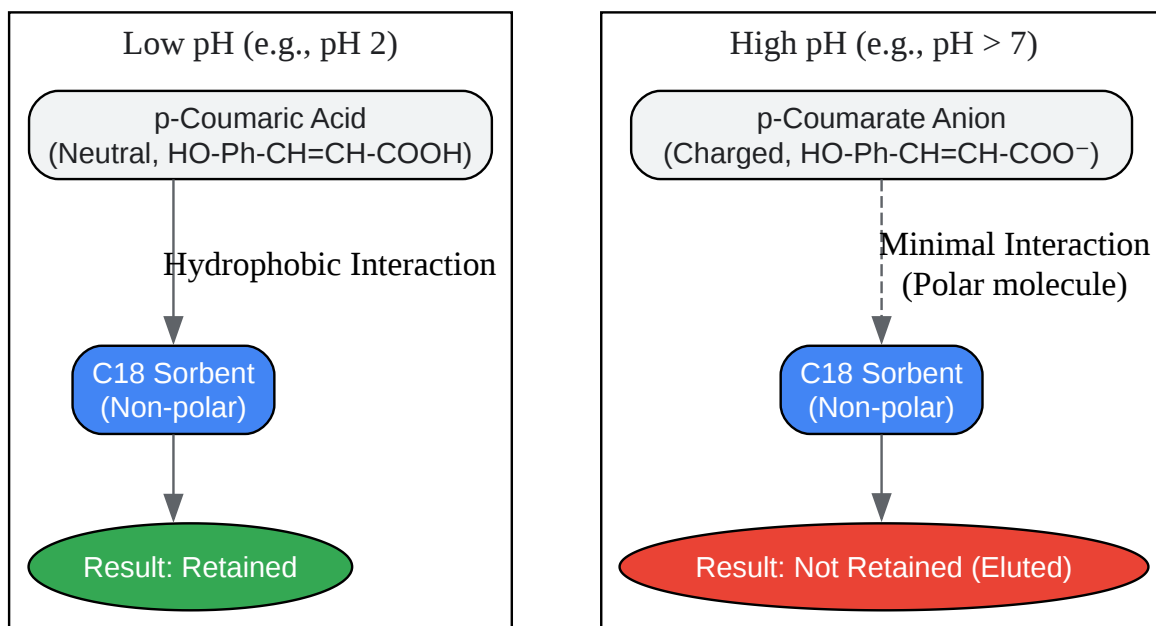 Low pH (e.g., pH 2)
p-Coumaric Acid
(Neutral, HO-Ph-CH=CH-COOH)
Hydrophobic Interaction
C18 Sorbent
(Non-polar)
Result: Retained
High pH (e.g., pH > 7)
p-Coumarate Anion
(Charged, HO-Ph-CH=CH-COO⁻)
Minimal Interaction
(Polar molecule)
C18 Sorbent
(Non-polar)
Result: Not Retained (Eluted)